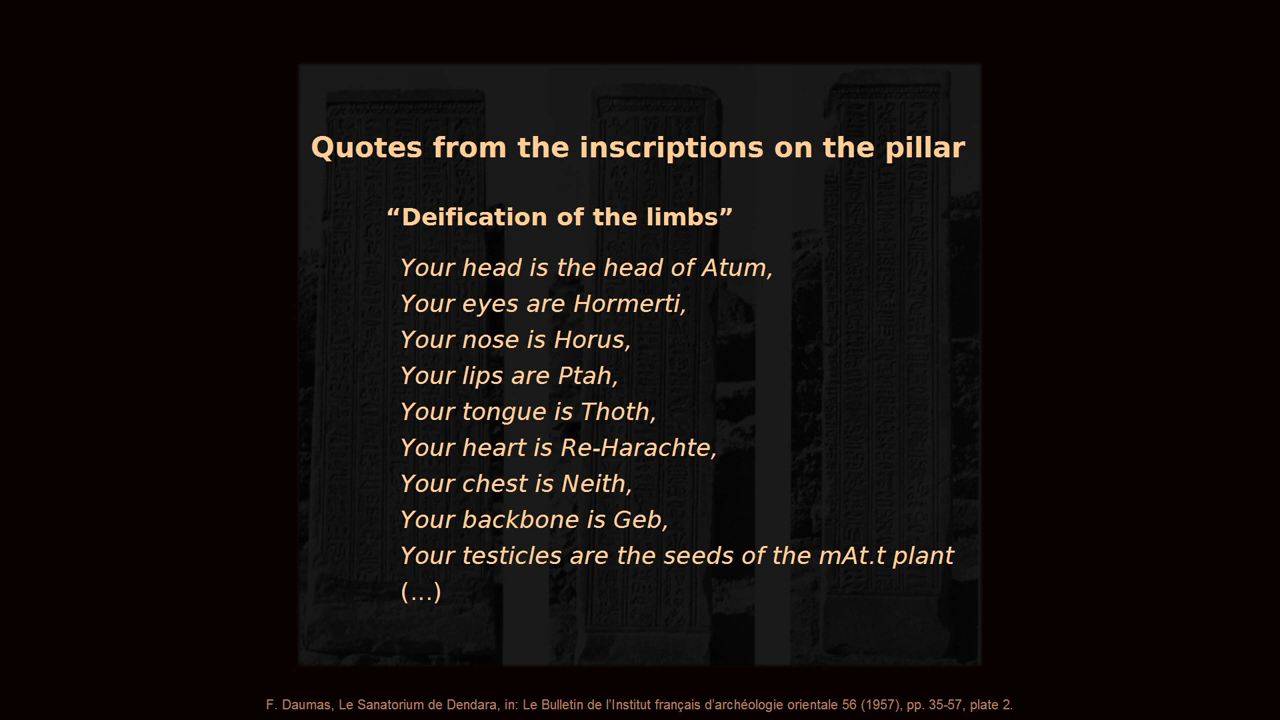 Quotes from the inscriptions on the pillar
“Deification of the limbs”
Your head is the head of Atum,
Your eyes are Hormerti,
Your nose is Horus,
Your lips are Ptah,
Your tongue is Thoth,
Your heart is Re-Harachte,
Your chest is Neith,
Your backbone is Geb,
Your testicles are the seeds of the mAt.t plant
(...)
F. Daumas, Le Sanatorium de Dendara, in: Le Bulletin de l’Institut français d’archéologie orientale 56 (1957), pp. 35-57, plate 2.